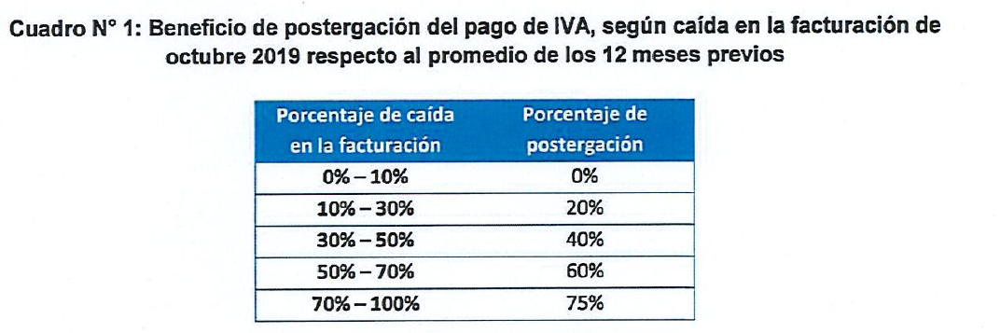 Cuadro N° 1: Beneficio de postergación del pago de IVA, según caída en la facturación de
octubre 2019 respecto al promedio de los 12 meses previos
Porcentaje de caída en la facturación Porcentaje de postergación
0% – 10% 0%
10% – 30% 20%
30% – 50% 40%
50% – 70% 60%
70% – 100% 75%